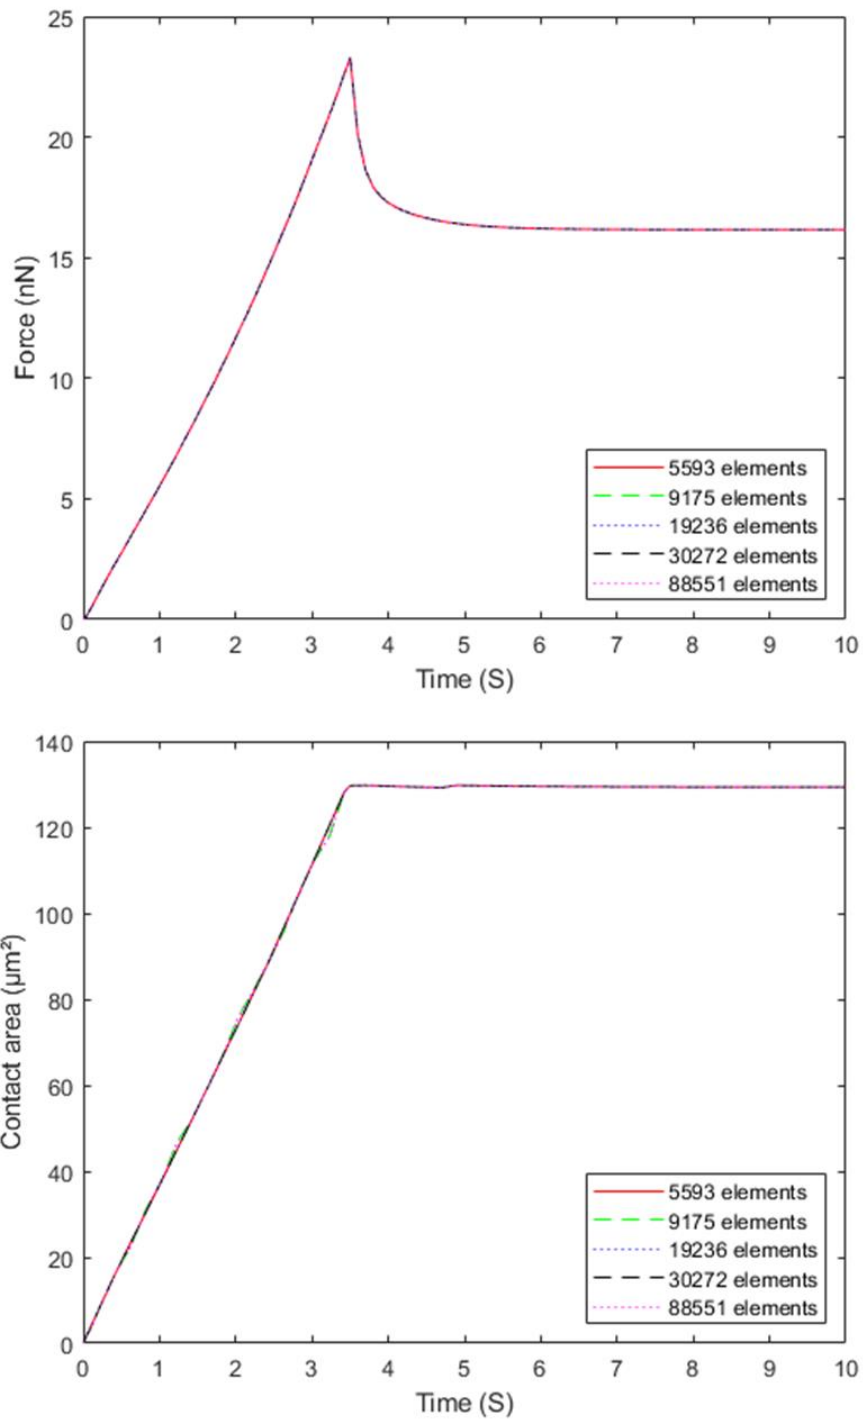 25
20
15
10
5
0
Force (nN)
5593 elements
9175 elements
19236 elements
30272 elements
88551 elements
0 1 2 3 4 5 6 7 8 9 10
Time (S)
140
120
100
80
60
40
20
0
Contact area (µm²)
5593 elements
9175 elements
19236 elements
30272 elements
88551 elements
0 1 2 3 4 5 6 7 8 9 10
Time (S)